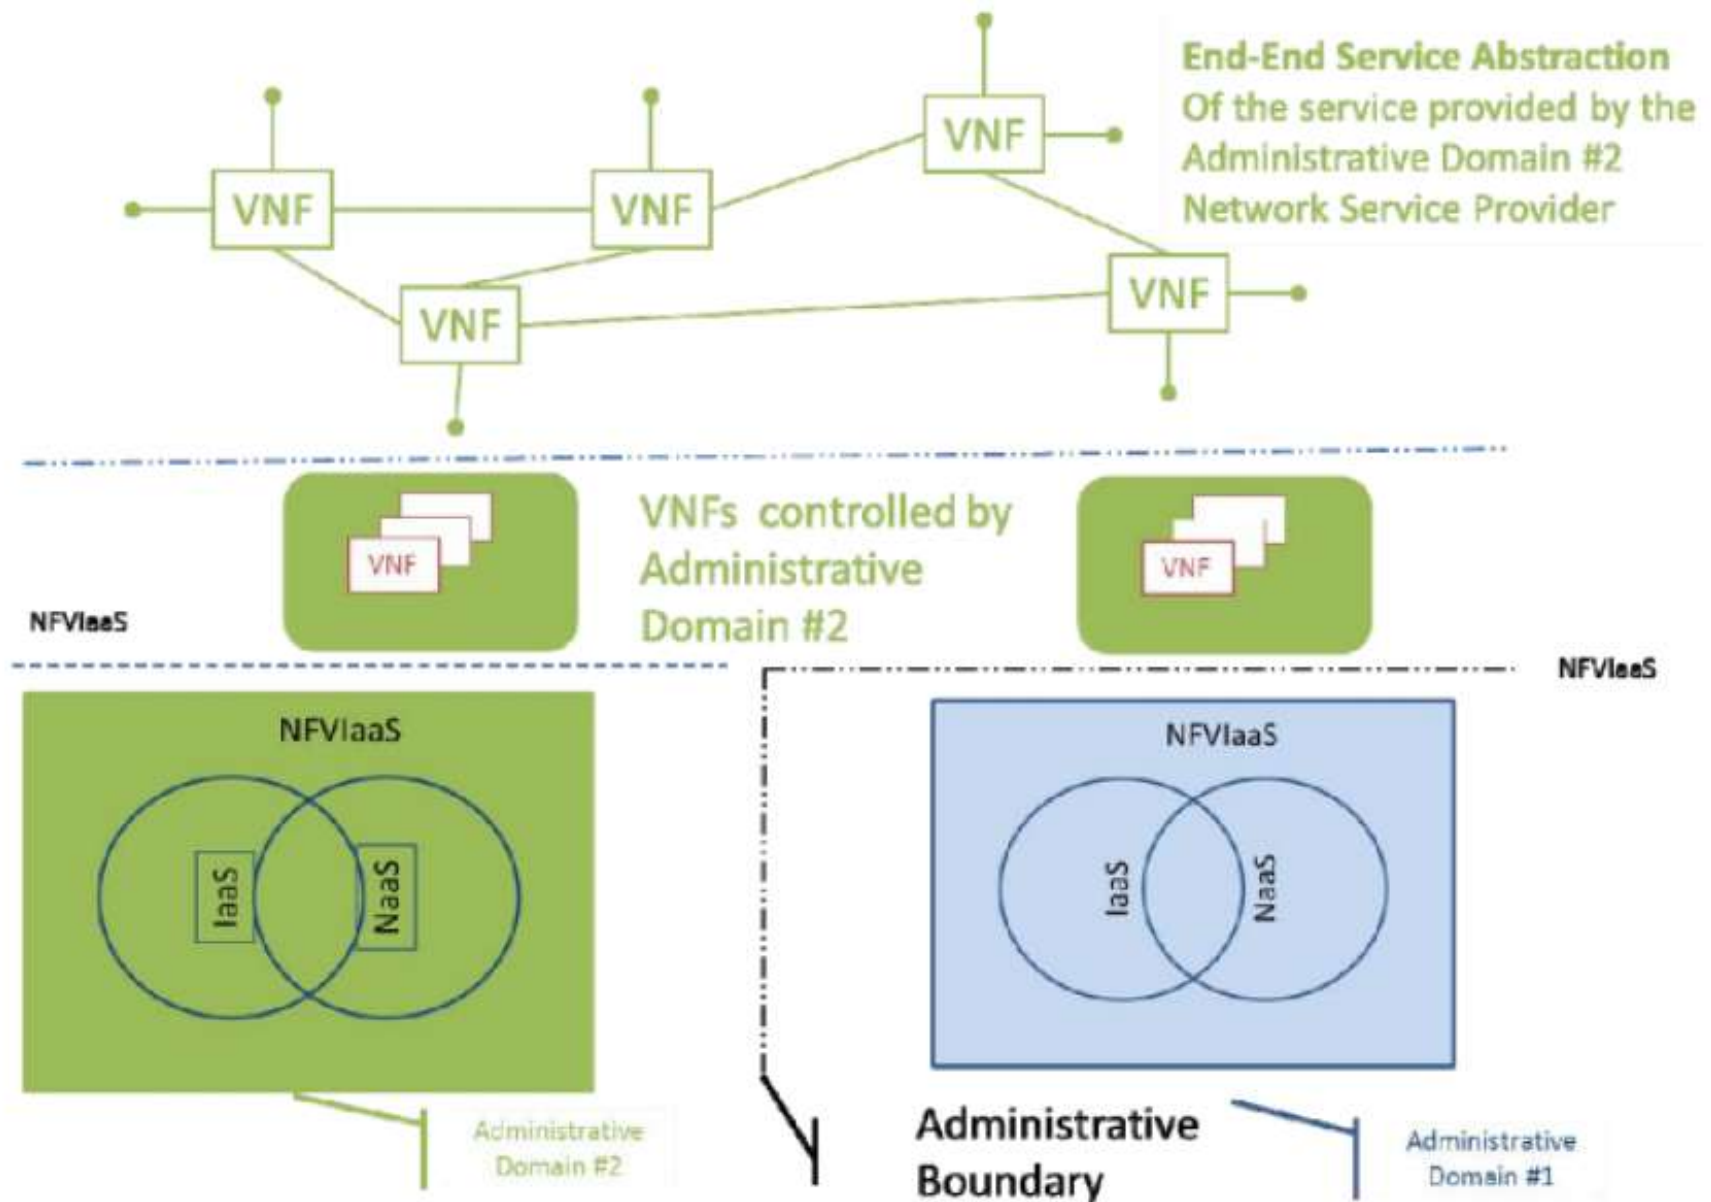 End-End Service Abstraction
Of the service provided by the
Administrative Domain #2
Network Service Provider
VNF
VNF
VNF
VNF
VNF
VNFs controlled by
Administrative
Domain #2
VNF
VNF
NFVIaaS
NFVIaaS
NFVIaaS
IaaS
NaaS
NFVIaaS
IaaS
NaaS
Administrative
Domain #2
Administrative
Boundary
Administrative
Domain #1